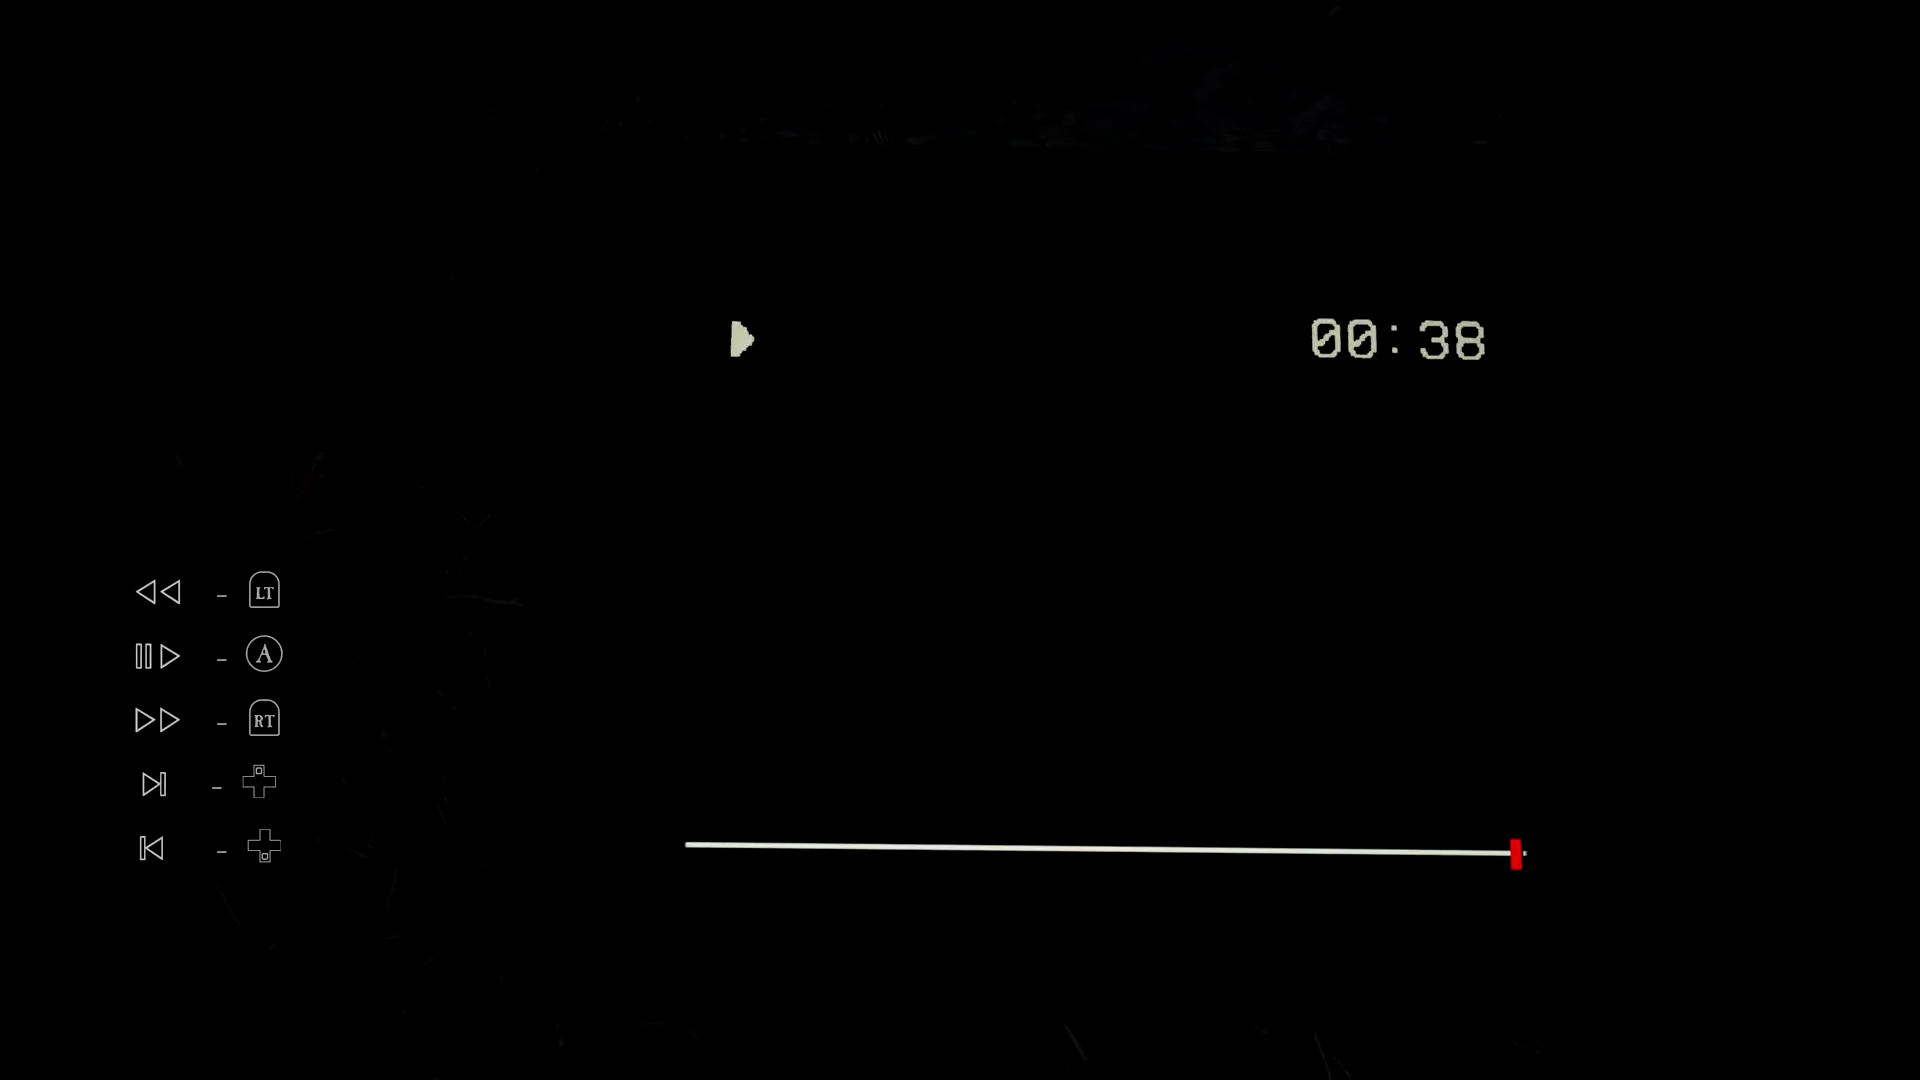 00:38
– LT
– A
– RT
–
–